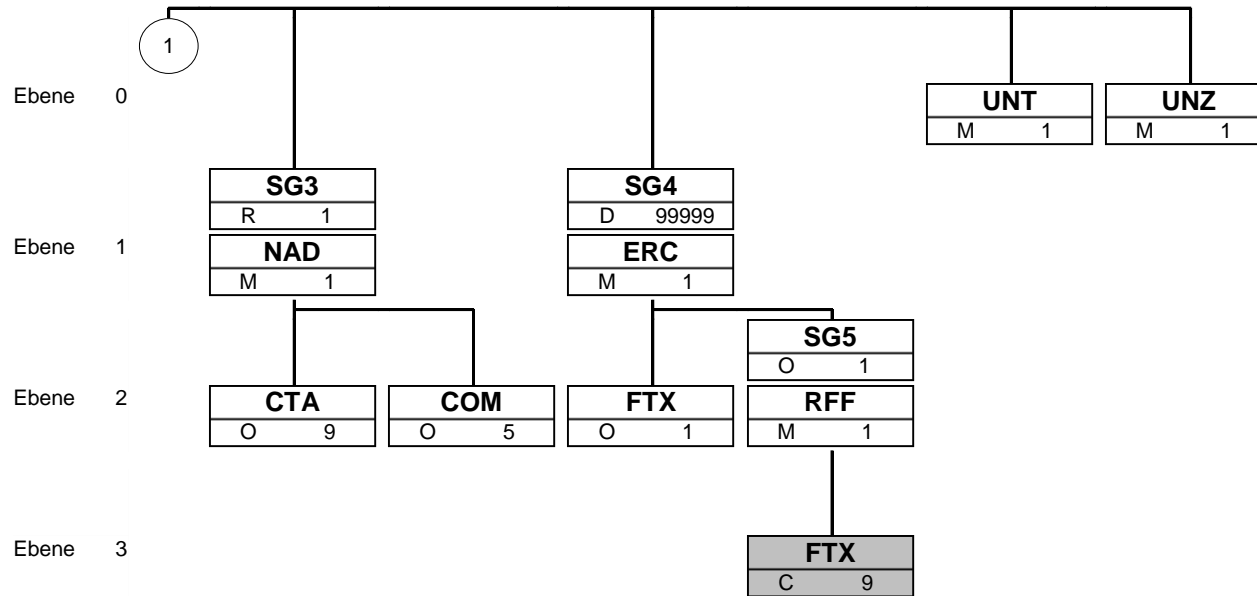 1
Ebene 0
UNT UNZ
M 1 M 1
SG3 SG4
R 1 D 99999
Ebene 1
NAD ERC
M 1 M 1
SG5
O 1
Ebene 2
CTA COM FTX RFF
O 9 O 5 O 1 M 1
Ebene 3
FTX
C 9